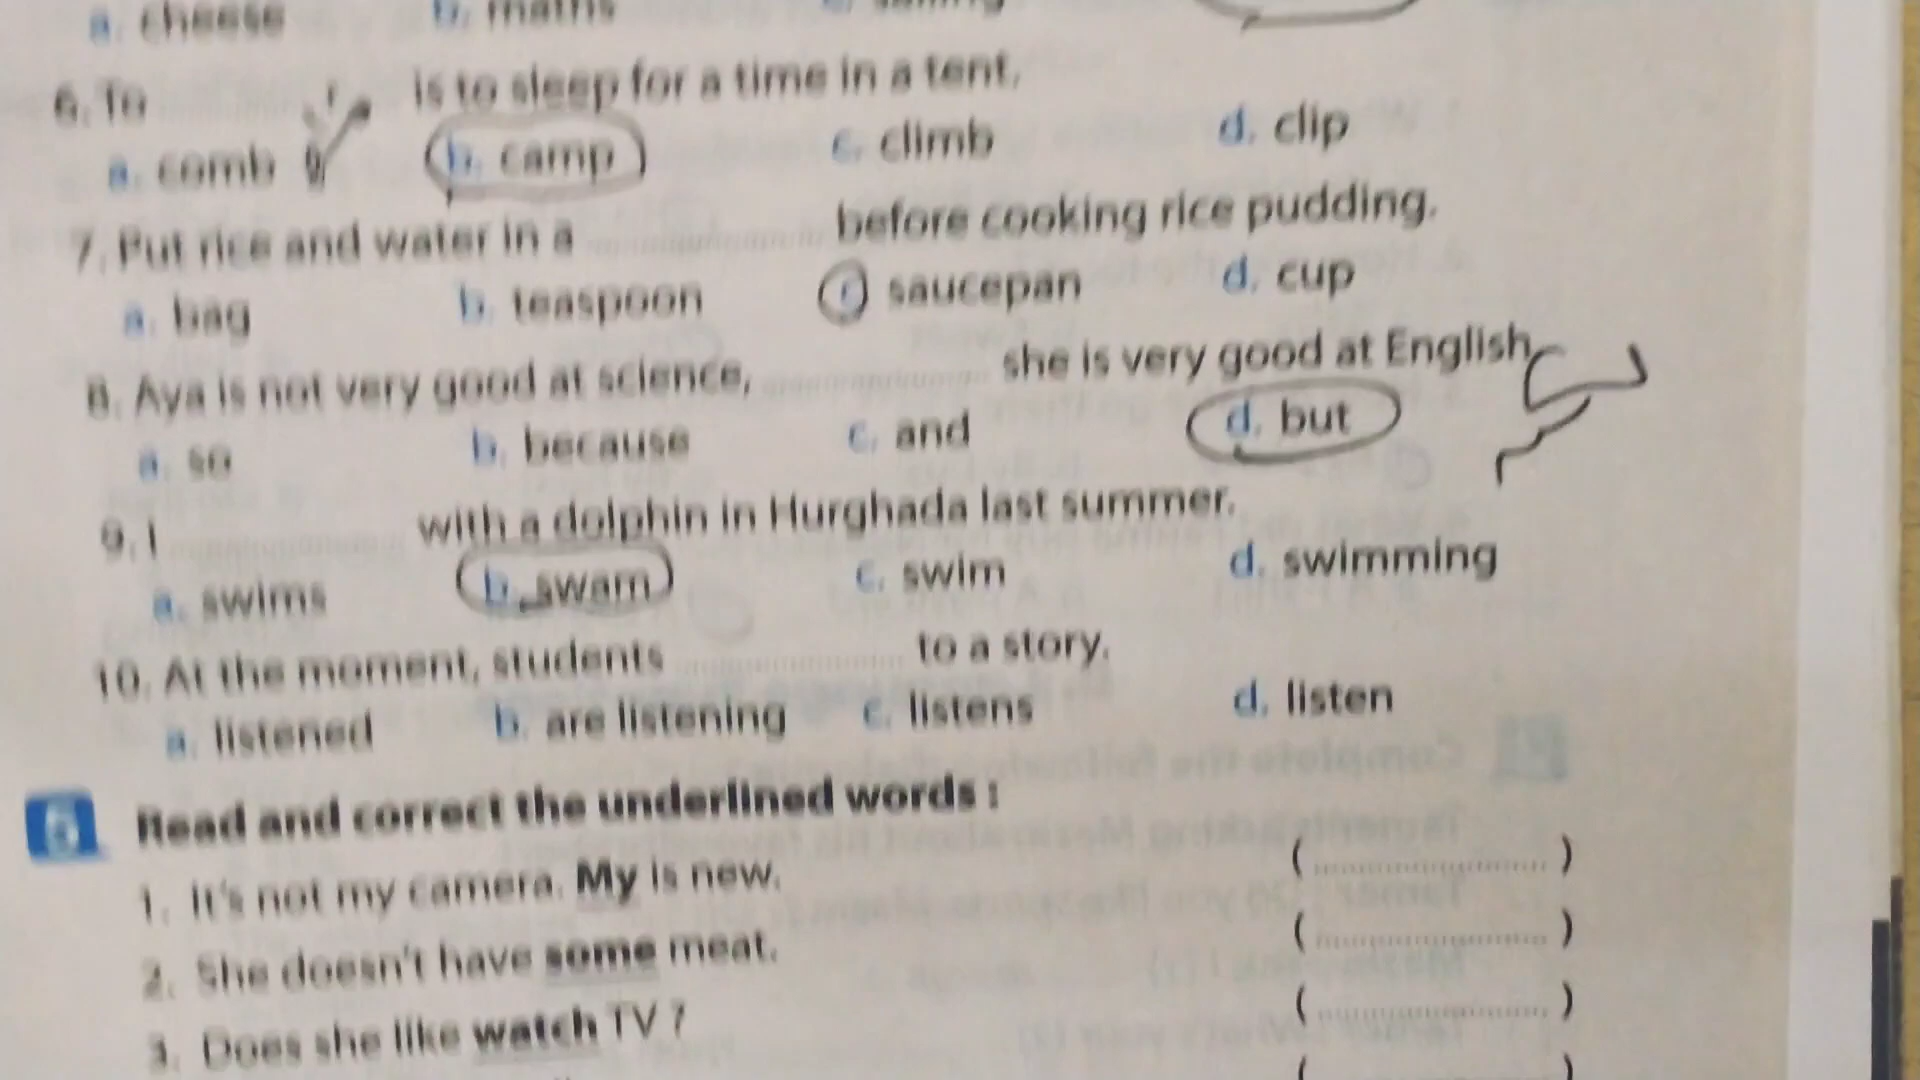 a. cheese b. maths
6. To is to sleep for a time in a tent.
a. comb b. camp c. climb d. clip
7. Put rice and water in a ........................ before cooking rice pudding.
a. bag b. teaspoon c saucepan d. cup
8. Aya is not very good at science, ........................ she is very good at English
a. so b. because c. and d. but
9. I ........................ with a dolphin in Hurghada last summer.
a. swims b. swam c. swim d. swimming
10. At the moment, students ........................ to a story.
a. listened b. are listening c. listens d. listen
5 Read and correct the underlined words :
1. It's not my camera. My is new. (........................)
2. She doesn't have some meat. (........................)
3. Does she like watch TV ? (........................)